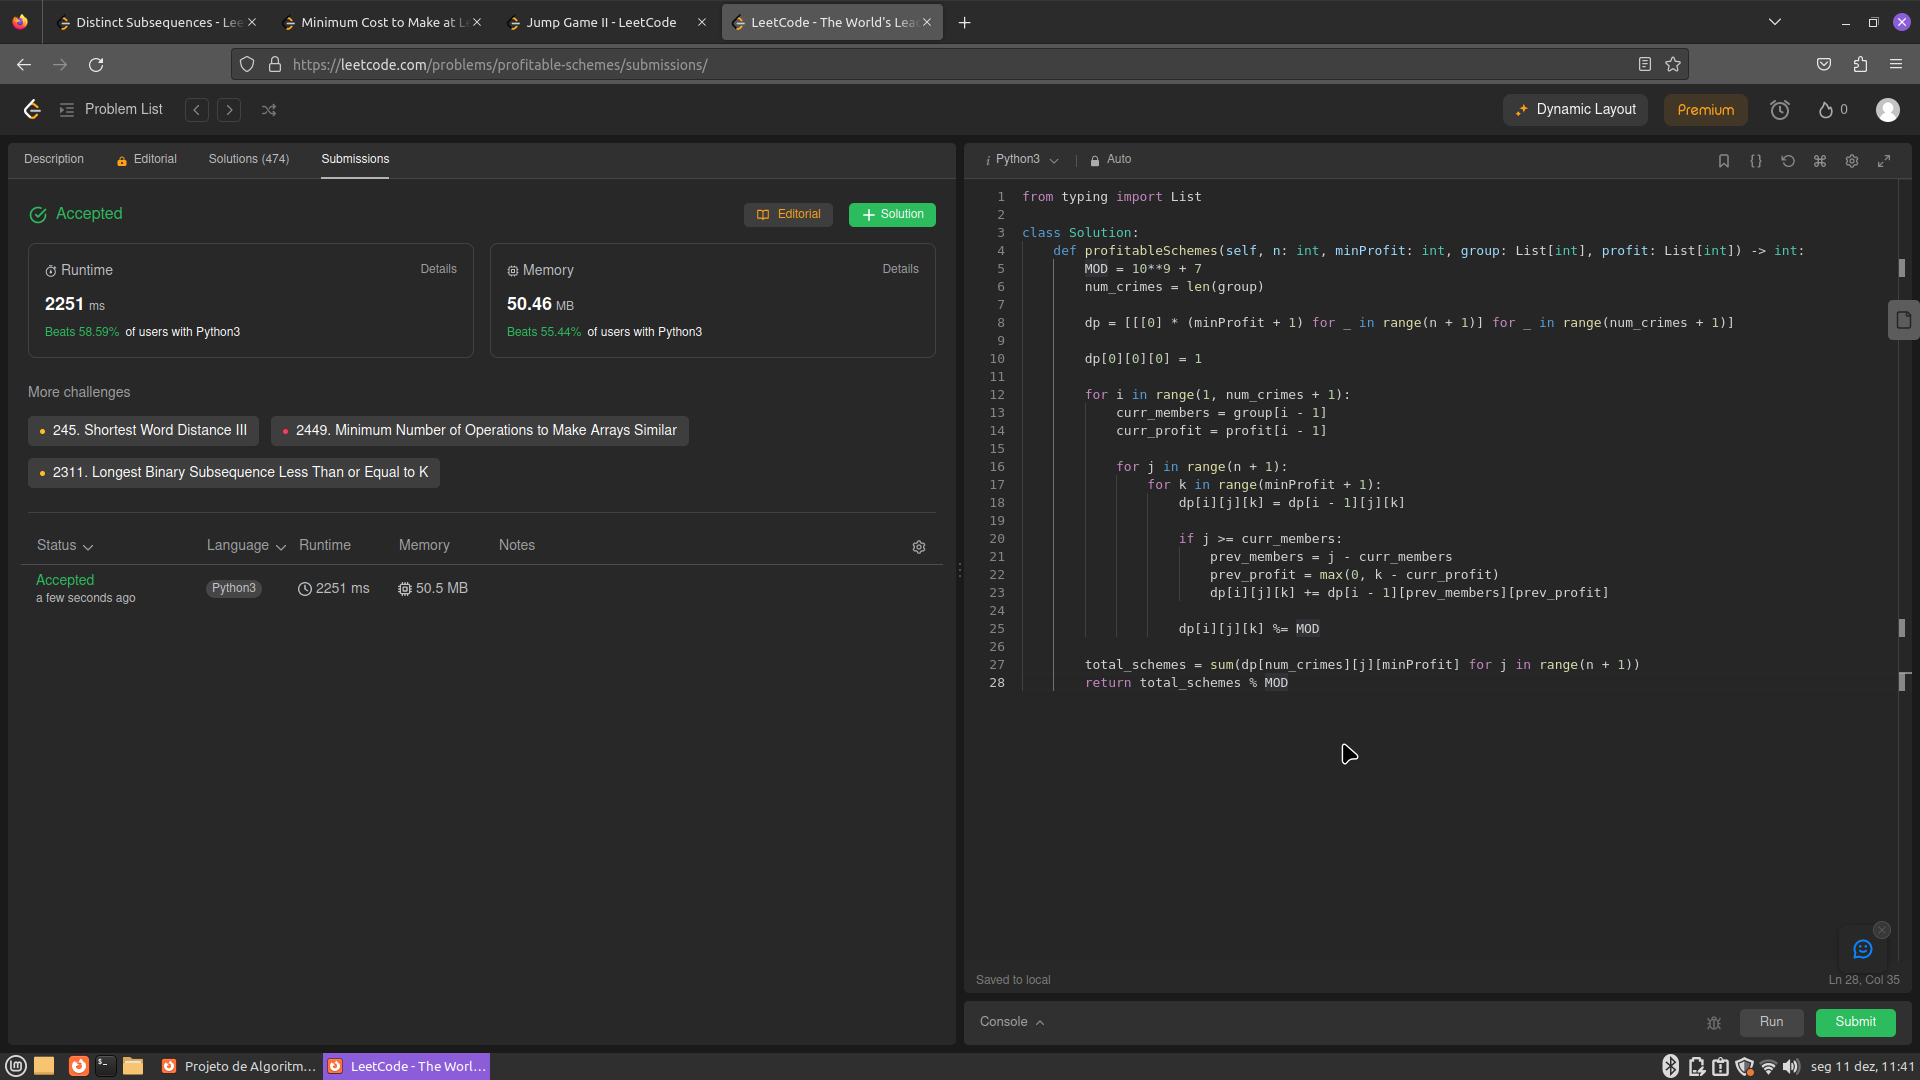 Distinct Subsequences - Lee
Minimum Cost to Make at Le
Jump Game II - LeetCode
LeetCode - The World's Lea
https://leetcode.com/problems/profitable-schemes/submissions/
Problem List
Dynamic Layout
Premium
0
Description
Editorial
Solutions (474)
Submissions
Accepted
Editorial
Solution
Runtime
Details
2251 ms
Beats 58.59% of users with Python3
Memory
Details
50.46 MB
Beats 55.44% of users with Python3
More challenges
245. Shortest Word Distance III
2449. Minimum Number of Operations to Make Arrays Similar
2311. Longest Binary Subsequence Less Than or Equal to K
Status Language Runtime Memory Notes
Accepted
a few seconds ago
Python3
2251 ms
50.5 MB
i Python3 | Auto
1 from typing import List
2
3 class Solution:
4     def profitableSchemes(self, n: int, minProfit: int, group: List[int], profit: List[int]) -> int:
5         MOD = 10**9 + 7
6         num_crimes = len(group)
7
8         dp = [[[0] * (minProfit + 1) for _ in range(n + 1)] for _ in range(num_crimes + 1)]
9
10         dp[0][0][0] = 1
11
12         for i in range(1, num_crimes + 1):
13             curr_members = group[i - 1]
14             curr_profit = profit[i - 1]
15
16             for j in range(n + 1):
17                 for k in range(minProfit + 1):
18                     dp[i][j][k] = dp[i - 1][j][k]
19
20                     if j >= curr_members:
21                         prev_members = j - curr_members
22                         prev_profit = max(0, k - curr_profit)
23                         dp[i][j][k] += dp[i - 1][prev_members][prev_profit]
24
25                     dp[i][j][k] %= MOD
26
27         total_schemes = sum(dp[num_crimes][j][minProfit] for j in range(n + 1))
28         return total_schemes % MOD
Saved to local
Ln 28, Col 35
Console
Run
Submit
Projeto de Algoritm...
LeetCode - The Worl...
seg 11 dez, 11:41